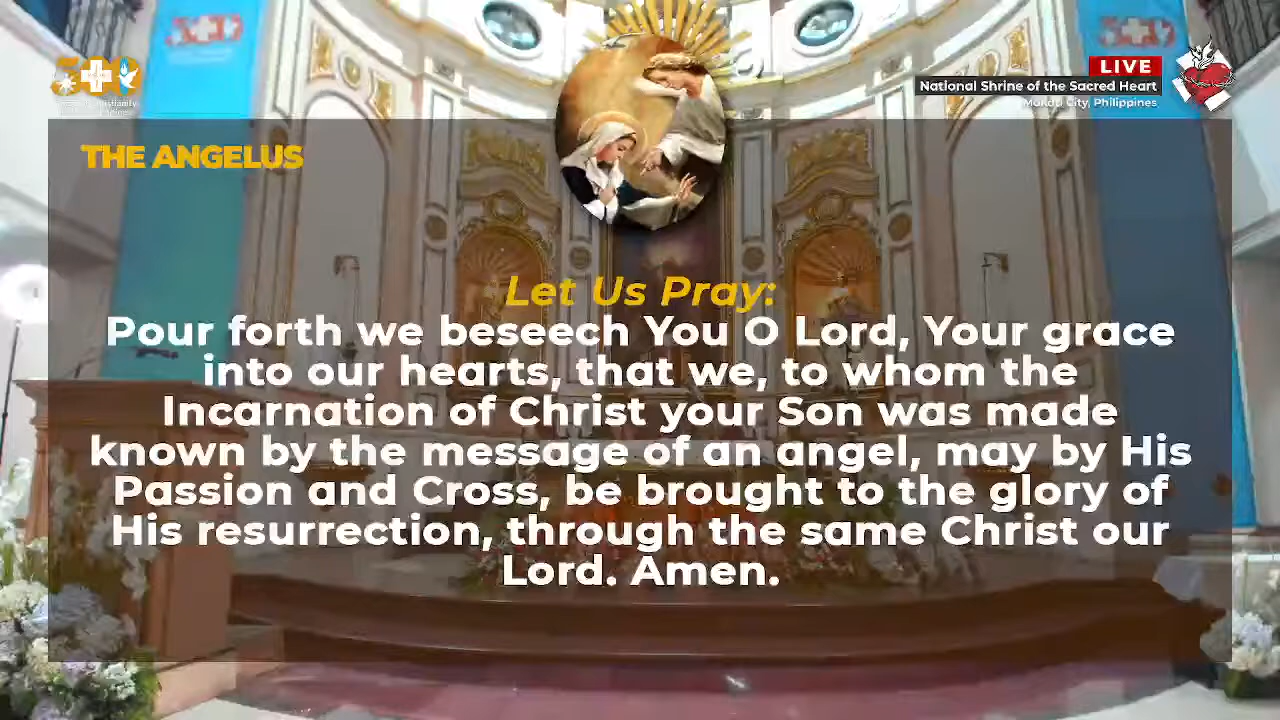 LIVE
National Shrine of the Sacred Heart
Makati City, Philippines
THE ANGELUS
Let Us Pray:
Pour forth we beseech You O Lord, Your grace
into our hearts, that we, to whom the
Incarnation of Christ your Son was made
known by the message of an angel, may by His
Passion and Cross, be brought to the glory of
His resurrection, through the same Christ our
Lord. Amen.